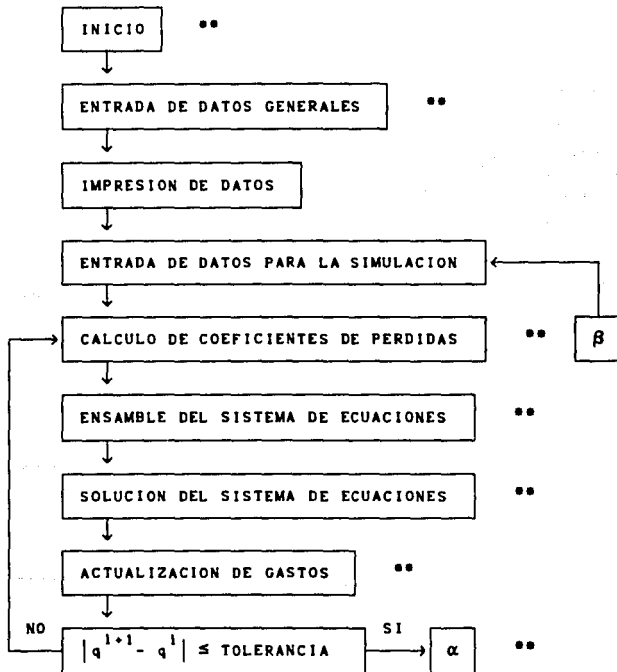 INICIO **
ENTRADA DE DATOS GENERALES **
IMPRESION DE DATOS
ENTRADA DE DATOS PARA LA SIMULACION
CALCULO DE COEFICIENTES DE PERDIDAS ** β
ENSAMBLE DEL SISTEMA DE ECUACIONES **
SOLUCION DEL SISTEMA DE ECUACIONES **
ACTUALIZACION DE GASTOS **
NO |q^{i+1} - q^i| ≤ TOLERANCIA SI α **